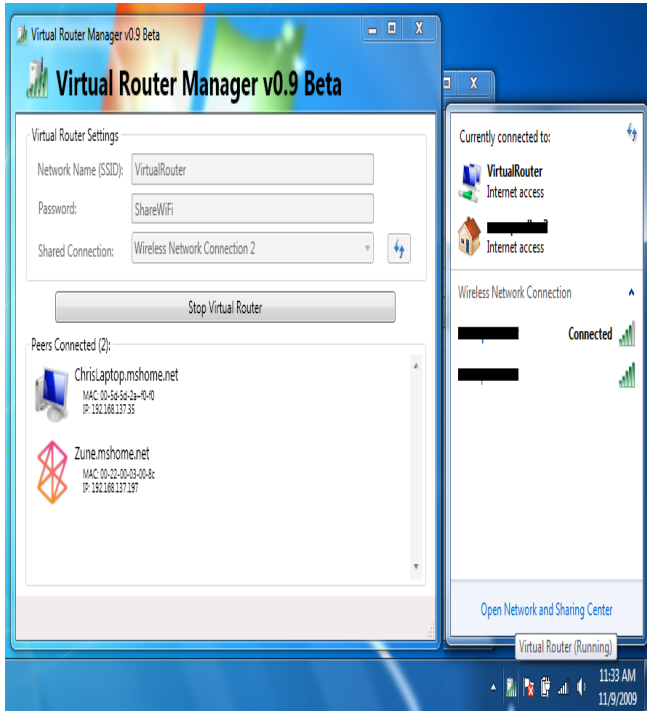 Virtual Router Manager v0.9 Beta
Virtual Router Manager v0.9 Beta
Virtual Router Settings
Network Name (SSID): VirtualRouter
Password: ShareWiFi
Shared Connection: Wireless Network Connection 2
Stop Virtual Router
Peers Connected (2):
ChrisLaptop.mshome.net
MAC: 00-5d-5d-2a-f0-f0
IP: 192.168.137.35
Zune.mshome.net
MAC: 00-22-00-03-00-8c
IP: 192.168.137.197
Currently connected to:
VirtualRouter
Internet access
Internet access
Wireless Network Connection
Connected
Open Network and Sharing Center
Virtual Router (Running)
11:33 AM
11/9/2009